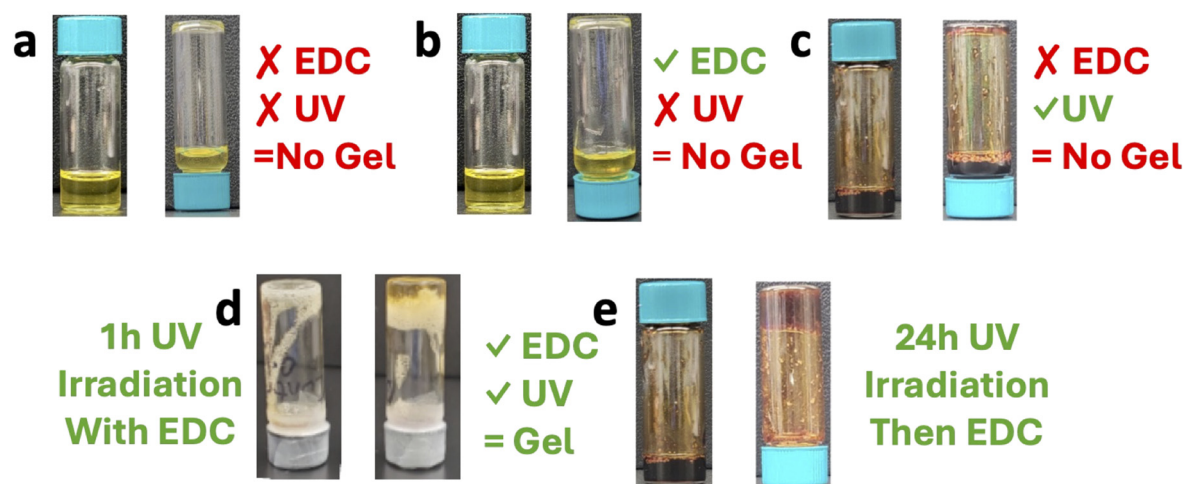 a
✗ EDC
✗ UV
=No Gel
b
✓ EDC
✗ UV
= No Gel
c
✗ EDC
✓UV
= No Gel
1h UV
Irradiation
With EDC
d
✓ EDC
✓ UV
= Gel
e
24h UV
Irradiation
Then EDC